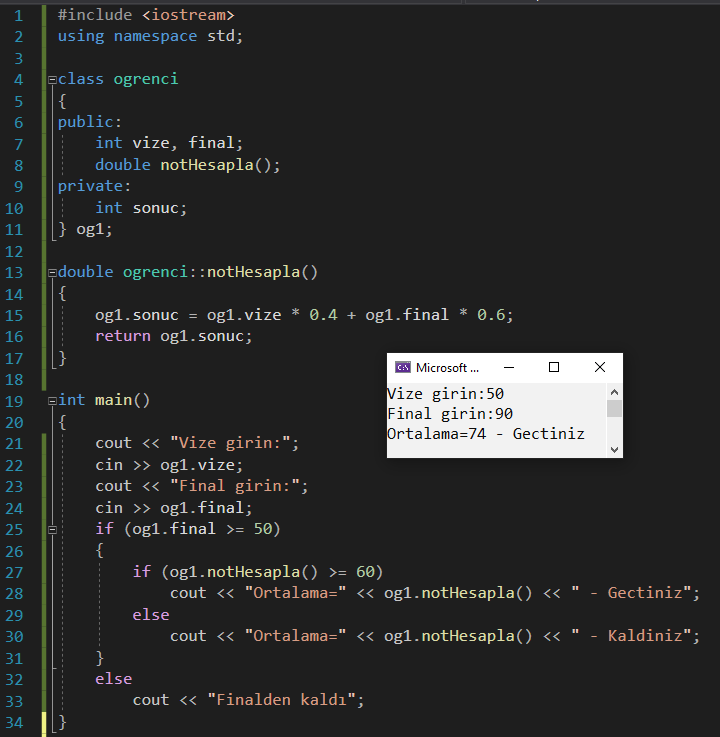 1 #include <iostream>
2 using namespace std;
3
4 class ogrenci
5 {
6 public:
7 int vize, final;
8 double notHesapla();
9 private:
10 int sonuc;
11 } og1;
12
13 double ogrenci::notHesapla()
14 {
15 og1.sonuc = og1.vize * 0.4 + og1.final * 0.6;
16 return og1.sonuc;
17 }
18
19 int main()
20 {
21 cout << "Vize girin:";
22 cin >> og1.vize;
23 cout << "Final girin:";
24 cin >> og1.final;
25 if (og1.final >= 50)
26 {
27 if (og1.notHesapla() >= 60)
28 cout << "Ortalama=" << og1.notHesapla() << " - Gectiniz";
29 else
30 cout << "Ortalama=" << og1.notHesapla() << " - Kaldiniz";
31 }
32 else
33 cout << "Finalden kaldı";
34 }
Microsoft ...
Vize girin:50
Final girin:90
Ortalama=74 - Gectiniz